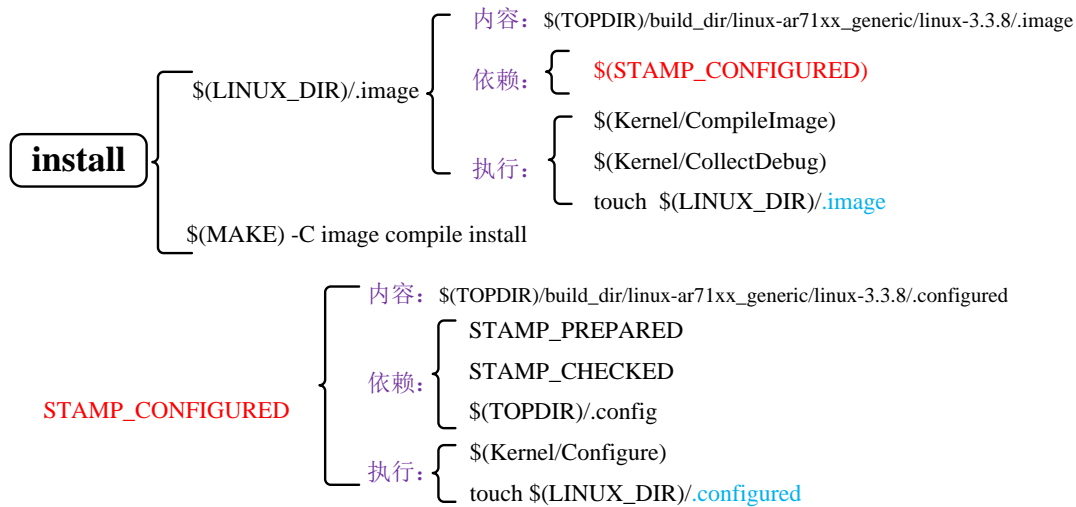 内容：$(TOPDIR)/build_dir/linux-ar71xx_generic/linux-3.3.8/.image
依赖：
$(STAMP_CONFIGURED)
$(LINUX_DIR)/.image
$(Kernel/CompileImage)
install
执行：
$(Kernel/CollectDebug)
touch $(LINUX_DIR)/.image
$(MAKE) -C image compile install
内容：$(TOPDIR)/build_dir/linux-ar71xx_generic/linux-3.3.8/.configured
STAMP_PREPARED
依赖：
STAMP_CHECKED
$(TOPDIR)/.config
STAMP_CONFIGURED
执行：
$(Kernel/Configure)
touch $(LINUX_DIR)/.configured